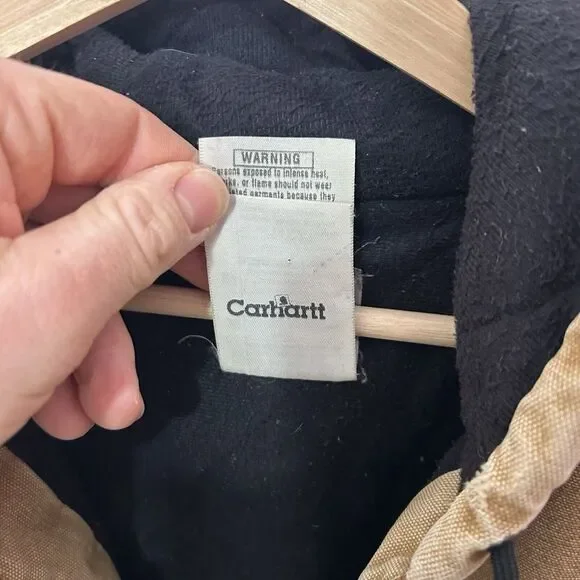 WARNING
Persons exposed to intense heat,
or flame should not wear
garments because they
Carhartt